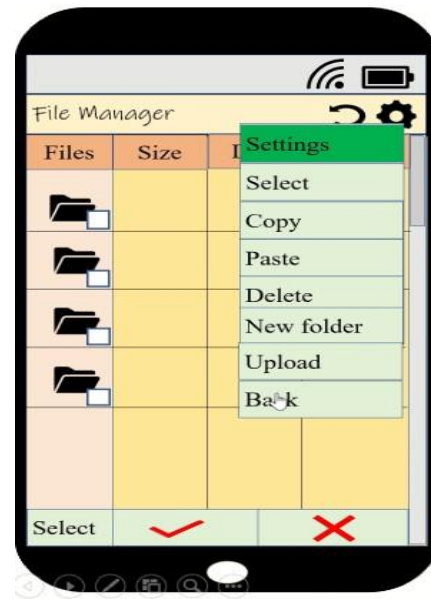 File Manager
Files Size
Settings
Select
Copy
Paste
Delete
New folder
Upload
Back
Select